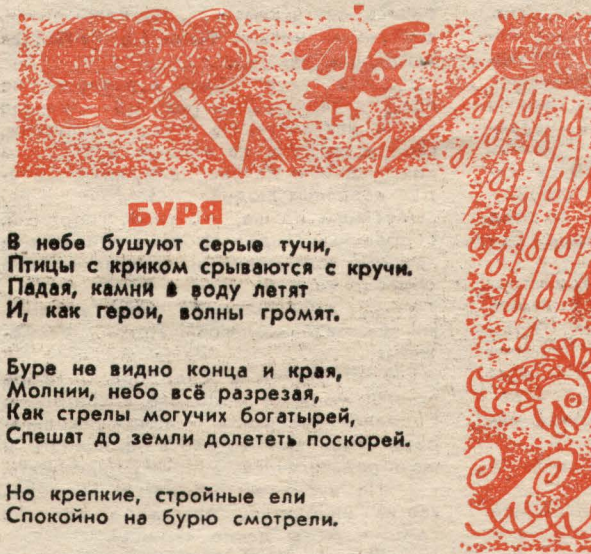 БУРЯ
В небе бушуют серые тучи,
Птицы с криком срываются с кручи.
Падая, камни в воду летят
И, как герои, волны громят.
Буре не видно конца и края,
Молнии, небо всё разрезая,
Как стрелы могучих богатырей,
Спешат до земли долететь поскорей.
Но крепкие, стройные ели
Спокойно на бурю смотрели.